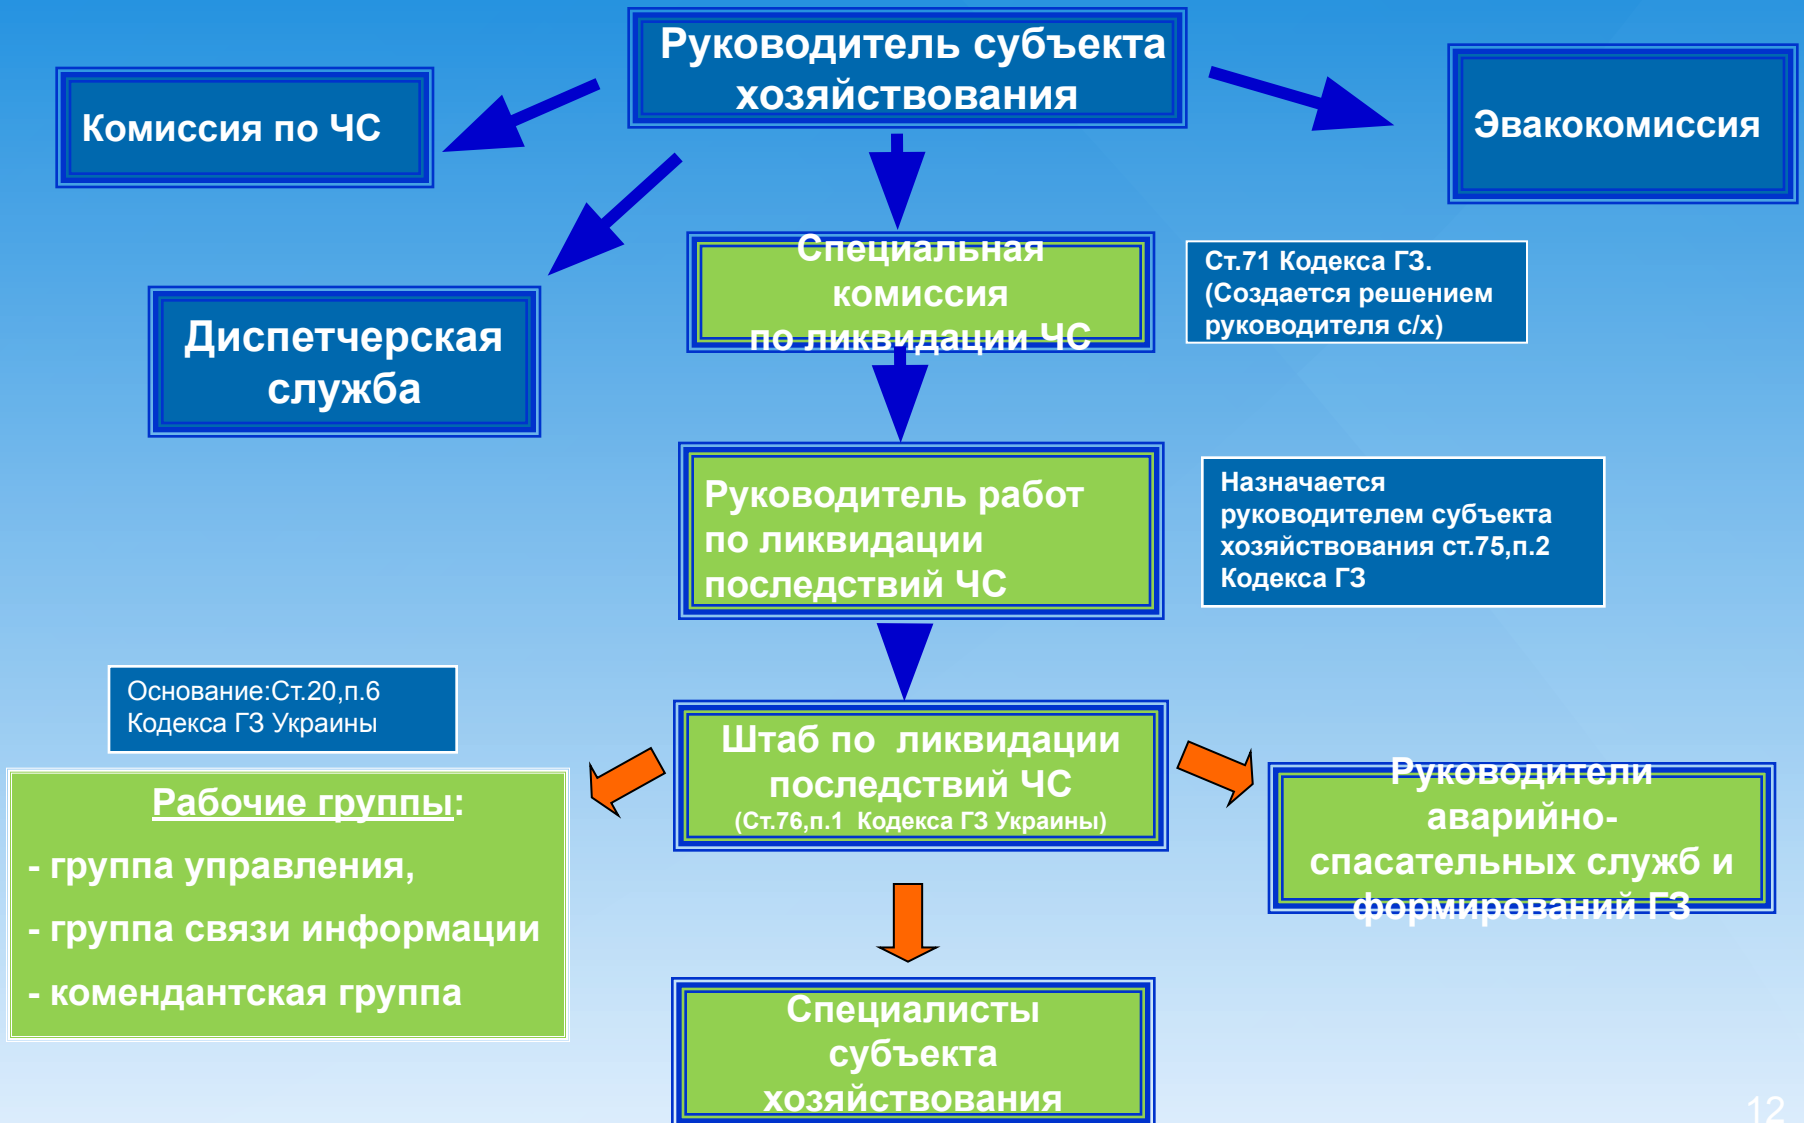 Руководитель субъекта
хозяйствования
Комиссия по ЧС
Эвакокомиссия
Специальная
комиссия
по ликвидации ЧС
Ст.71 Кодекса ГЗ.
(Создается решением
руководителя с/х)
Диспетчерская
служба
Руководитель работ
по ликвидации
последствий ЧС
Назначается
руководителем субъекта
хозяйствования ст.75,п.2
Кодекса ГЗ
Основание:Ст.20,п.6
Кодекса ГЗ Украины
Штаб по ликвидации
последствий ЧС
(Ст.76,п.1 Кодекса ГЗ Украины)
Рабочие группы:
- группа управления,
- группа связи информации
- комендантская группа
Руководители
аварийно-
спасательных служб и
формирований ГЗ
Специалисты
субъекта
хозяйствования
12